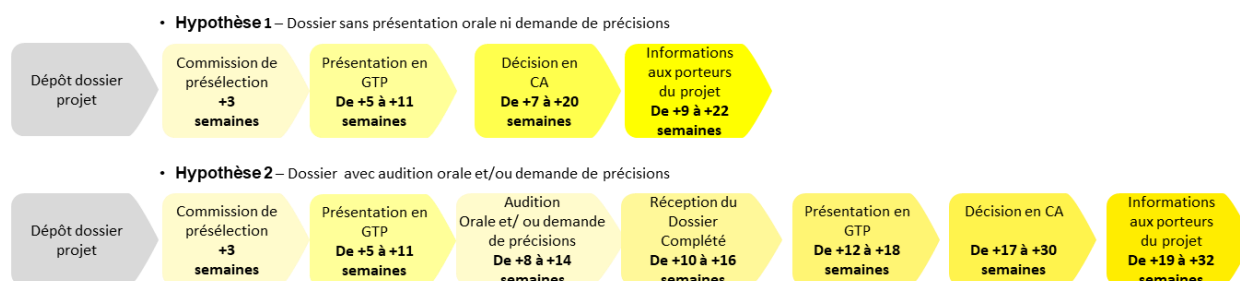 • Hypothèse 1 – Dossier sans présentation orale ni demande de précisions
Dépôt dossier
projet
Commission de
présélection
+3
semaines
Présentation en
GTP
De +5 à +11
semaines
Décision en
CA
De +7 à +20
semaines
Informations
aux porteurs
du projet
De +9 à +22
semaines
• Hypothèse 2 – Dossier avec audition orale et/ou demande de précisions
Dépôt dossier
projet
Commission de
présélection
+3
semaines
Présentation en
GTP
De +5 à +11
semaines
Audition
Orale et/ ou demande
de précisions
De +8 à +14
semaines
Réception du
Dossier
Complété
De +10 à +16
semaines
Présentation en
GTP
De +12 à +18
semaines
Décision en CA
De +17 à +30
semaines
Informations
aux porteurs
du projet
De +19 à +32
semaines